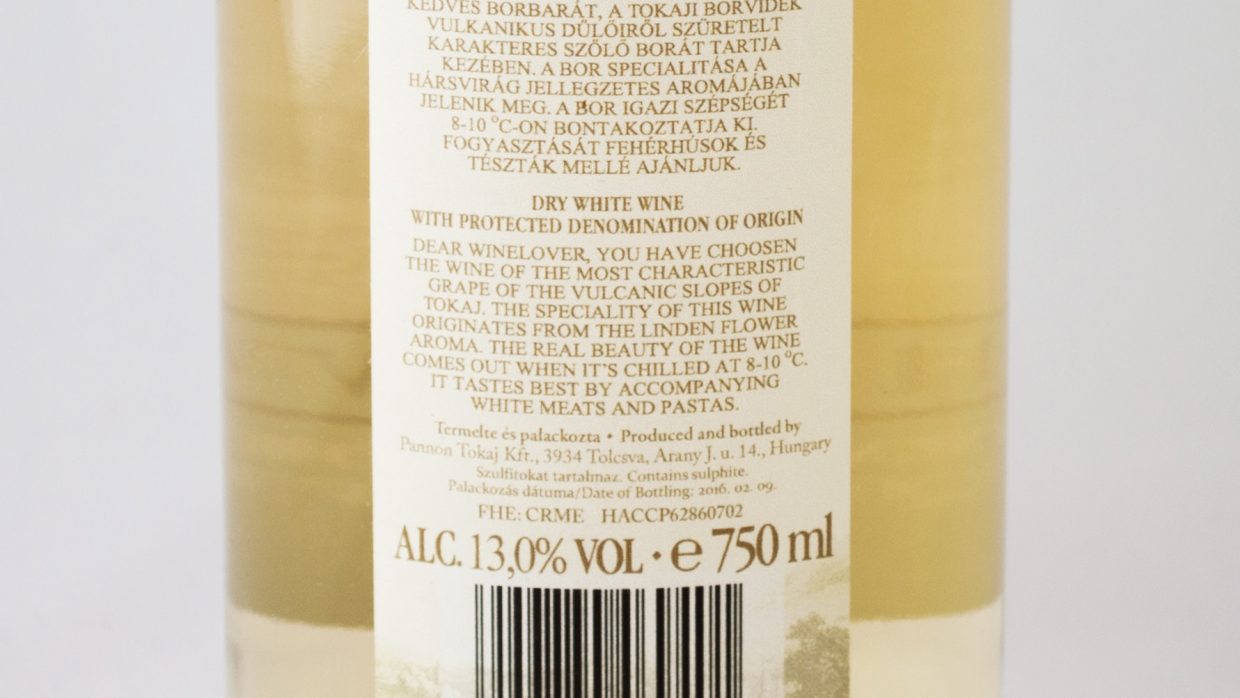 KEDVES BORBARÁT, A TOKAJI BORVIDÉK
VULKANIKUS DŰLŐIRŐL SZÜRETELT
KARAKTERES SZŐLŐ BORÁT TARTJA
KEZÉBEN. A BOR SPECIALITÁSA A
HÁRSVIRÁG JELLEGZETES AROMÁJÁBAN
JELENIK MEG. A BOR IGAZI SZÉPSÉGÉT
8-10 °C-ON BONTAKOZTATJA KI.
FOGYASZTÁSÁT FEHÉRHÚSOK ÉS
TÉSZTÁK MELLÉ AJÁNLJUK.
DRY WHITE WINE
WITH PROTECTED DENOMINATION OF ORIGIN
DEAR WINELOVER, YOU HAVE CHOOSEN
THE WINE OF THE MOST CHARACTERISTIC
GRAPE OF THE VULCANIC SLOPES OF
TOKAJ. THE SPECIALITY OF THIS WINE
ORIGINATES FROM THE LINDEN FLOWER
AROMA. THE REAL BEAUTY OF THE WINE
COMES OUT WHEN IT'S CHILLED AT 8-10 °C.
IT TASTES BEST BY ACCOMPANYING
WHITE MEATS AND PASTAS.
Termelte és palackozta • Produced and bottled by
Pannon Tokaj Kft., 3934 Tolcsva, Arany J. u. 14., Hungary
Szulfitokat tartalmaz. Contains sulphite.
Palackozás dátuma/Date of Bottling: 2016. 02. 09.
FHE: CRME HACCP62860702
ALC. 13,0% VOL • e 750 ml